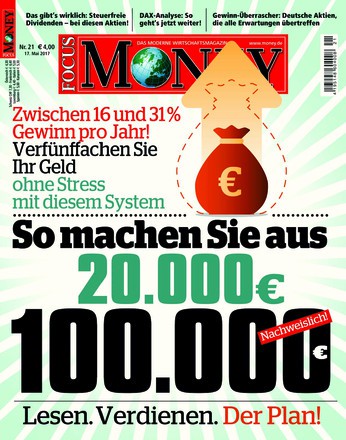 Das gibt's wirklich: Steuerfreie
Dividenden – bei diesen Aktien!
DAX-Analyse: So
geht's jetzt weiter!
Gewinn-Überracher: Deutsche Aktien,
die alle Erwartungen übertreffen
MONEY
Nr. 21 € 4,00
17. Mai 2017
DAS MODERNE WIRTSCHAFTSMAGAZIN
www.money.de
FOCUS
MONEY
Zwischen 16 und 31%
Gewinn pro Jahr!
Verfünffachen Sie
Ihr Geld
ohne Stress
mit diesem System
€
So machen Sie aus
20.000€
100.000€
Nachweislich!
Lesen. Verdienen. Der Plan!